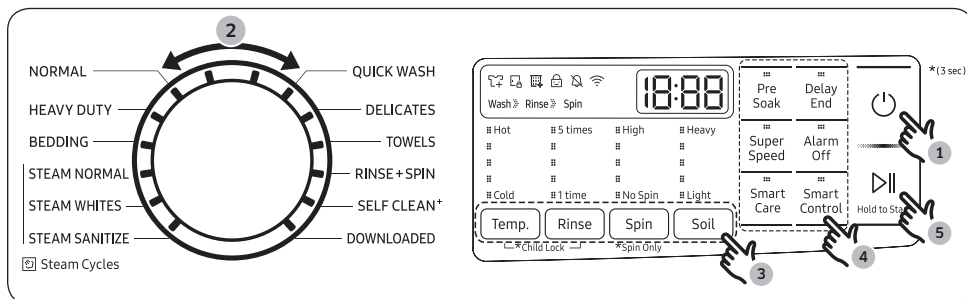 2
NORMAL
HEAVY DUTY
BEDDING
STEAM NORMAL
STEAM WHITES
STEAM SANITIZE
Steam Cycles
QUICK WASH
DELICATES
TOWELS
RINSE+SPIN
SELF CLEAN+
DOWNLOADED
Wash Rinse Spin
18:88
Hot 5 times High Heavy
Cold 1 time No Spin Light
Temp. Rinse Spin Soil
*Child Lock *Spin Only
3
Pre Soak
Delay End
Super Speed
Alarm Off
Smart Care
Smart Control
4
*(3 sec)
1
Hold to Sta
5